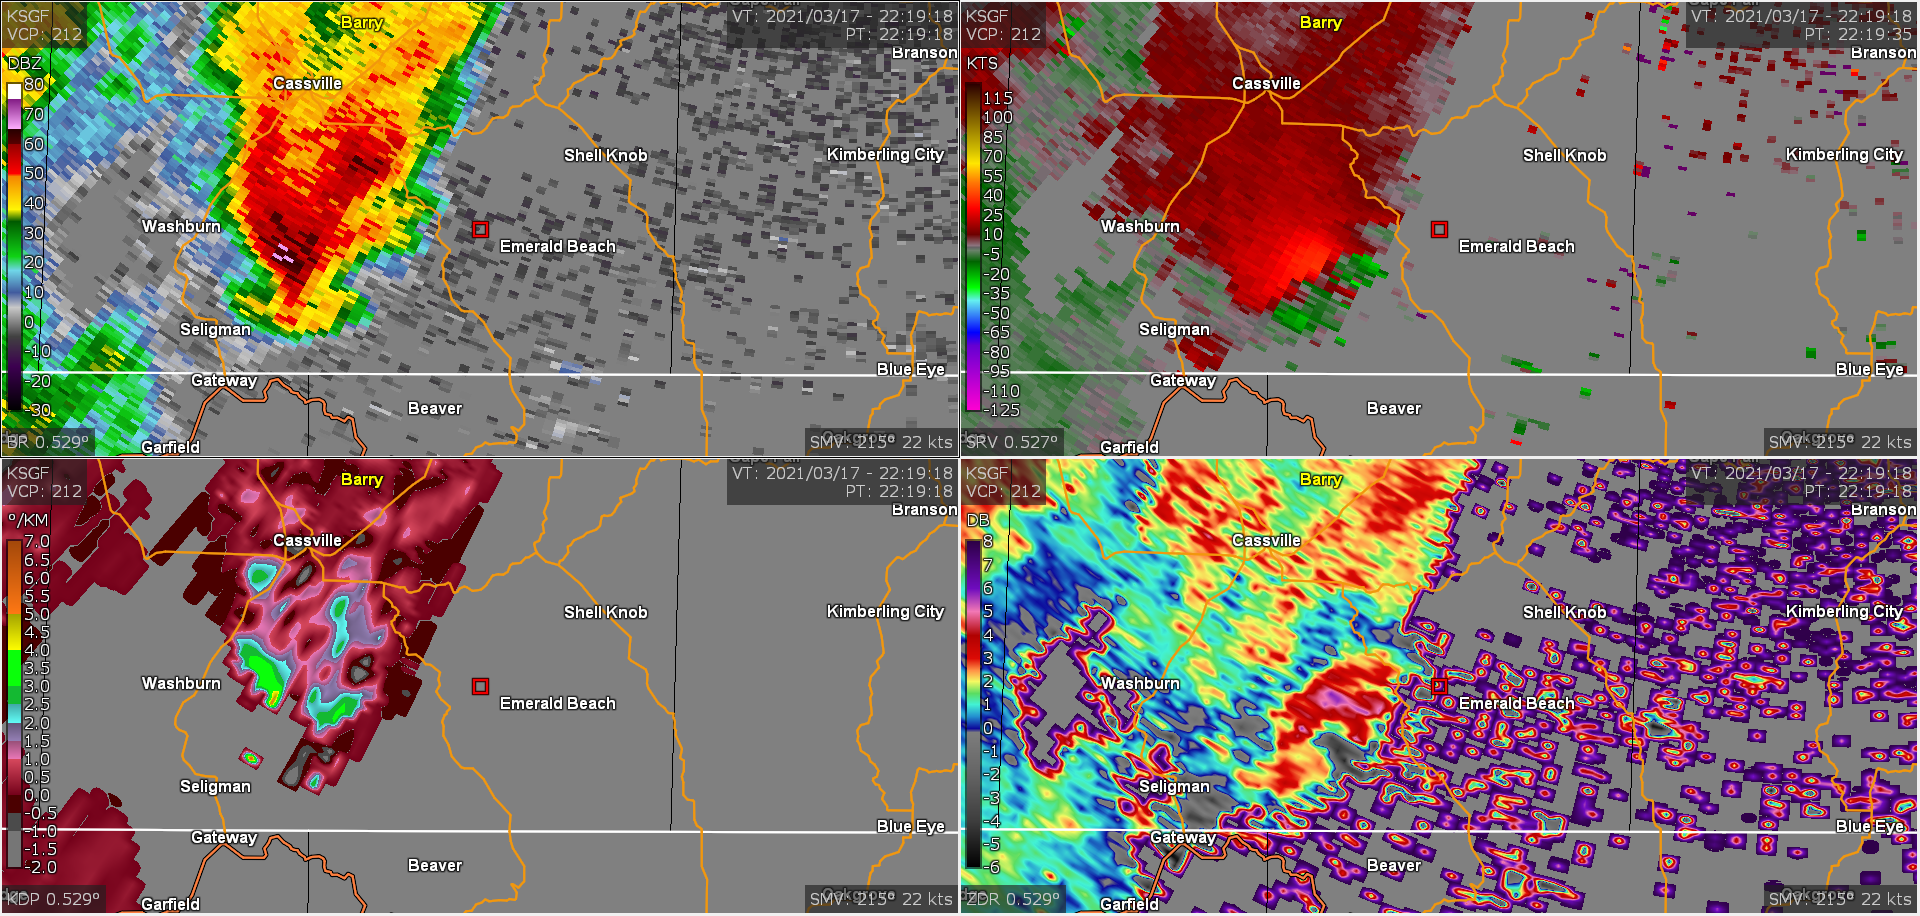 KSGF
VCP: 212
DBZ
80
70
60
50
40
30
20
10
0
-10
-20
-30
BR 0.529°
VT: 2021/03/17 - 22:19:18
PT: 22:19:18
Barry
Branson
Cassville
Shell Knob
Kimberling City
Washburn
Emerald Beach
Seligman
Gateway
Blue Eye
Beaver
Garfield
Oakgrove
SMV: 215° 22 kts
KSGF
VCP: 212
KTS
115
100
85
70
55
40
25
10
-5
-20
-35
-50
-65
-80
-95
-110
-125
SRV 0.527°
VT: 2021/03/17 - 22:19:18
PT: 22:19:35
Barry
Branson
Cassville
Shell Knob
Kimberling City
Washburn
Emerald Beach
Seligman
Gateway
Blue Eye
Beaver
Garfield
Oakgrove
SMV: 215° 22 kts
KSGF
VCP: 212
°/KM
7.0
6.5
6.0
5.5
5.0
4.5
4.0
3.5
3.0
2.5
2.0
1.5
1.0
0.5
0.0
-0.5
-1.0
-1.5
-2.0
KDP 0.529°
VT: 2021/03/17 - 22:19:18
PT: 22:19:18
Barry
Branson
Cassville
Shell Knob
Kimberling City
Washburn
Emerald Beach
Seligman
Gateway
Blue Eye
Beaver
Garfield
Oakgrove
SMV: 215° 22 kts
KSGF
VCP: 212
DB
8
7
6
5
4
3
2
1
0
-1
-2
-3
-4
-5
-6
ZDR 0.529°
VT: 2021/03/17 - 22:19:18
PT: 22:19:18
Barry
Branson
Cassville
Shell Knob
Kimberling City
Washburn
Emerald Beach
Seligman
Gateway
Blue Eye
Beaver
Garfield
Oakgrove
SMV: 215° 22 kts